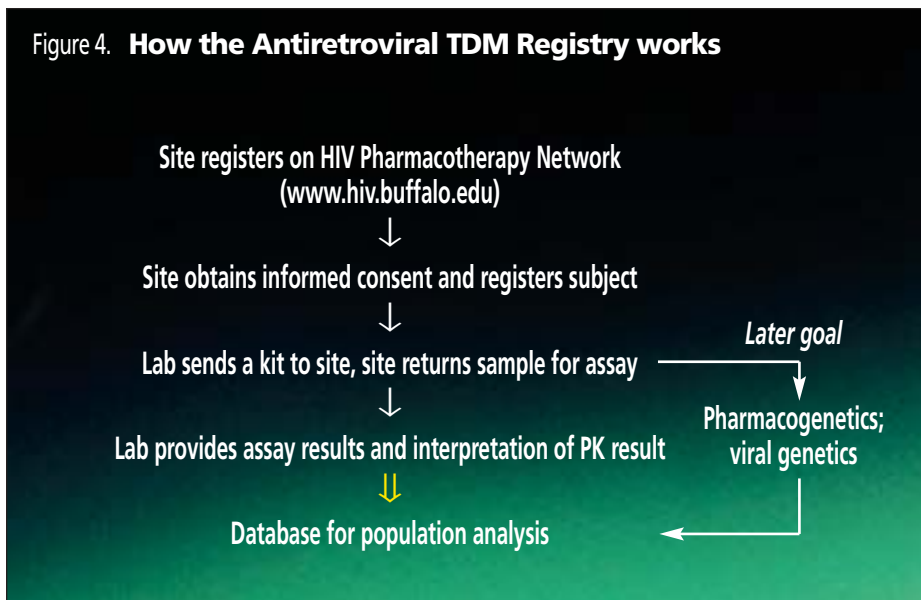 Figure 4. How the Antiretroviral TDM Registry works
Site registers on HIV Pharmacotherapy Network
(www.hiv.buffalo.edu)
↓
Site obtains informed consent and registers subject
↓
Lab sends a kit to site, site returns sample for assay
Later goal
↓
Pharmacogenetics;
viral genetics
Lab provides assay results and interpretation of PK result
⇓
Database for population analysis